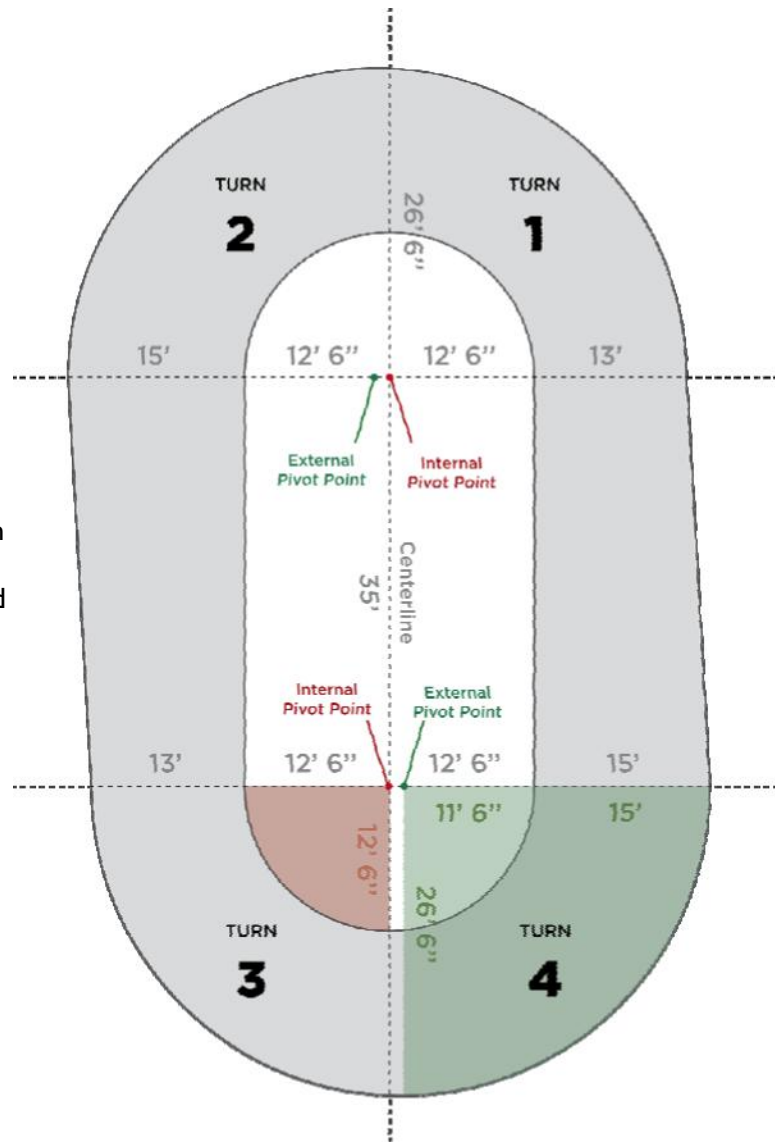 TURN
2
TURN
1
26' 6"
15'
12' 6"
12' 6"
13'
External
Pivot Point
Internal
Pivot Point
Centerline
35'
Internal
Pivot Point
External
Pivot Point
13'
12' 6"
12' 6"
15'
11' 6"
15'
12' 6"
26' 6"
TURN
3
TURN
4